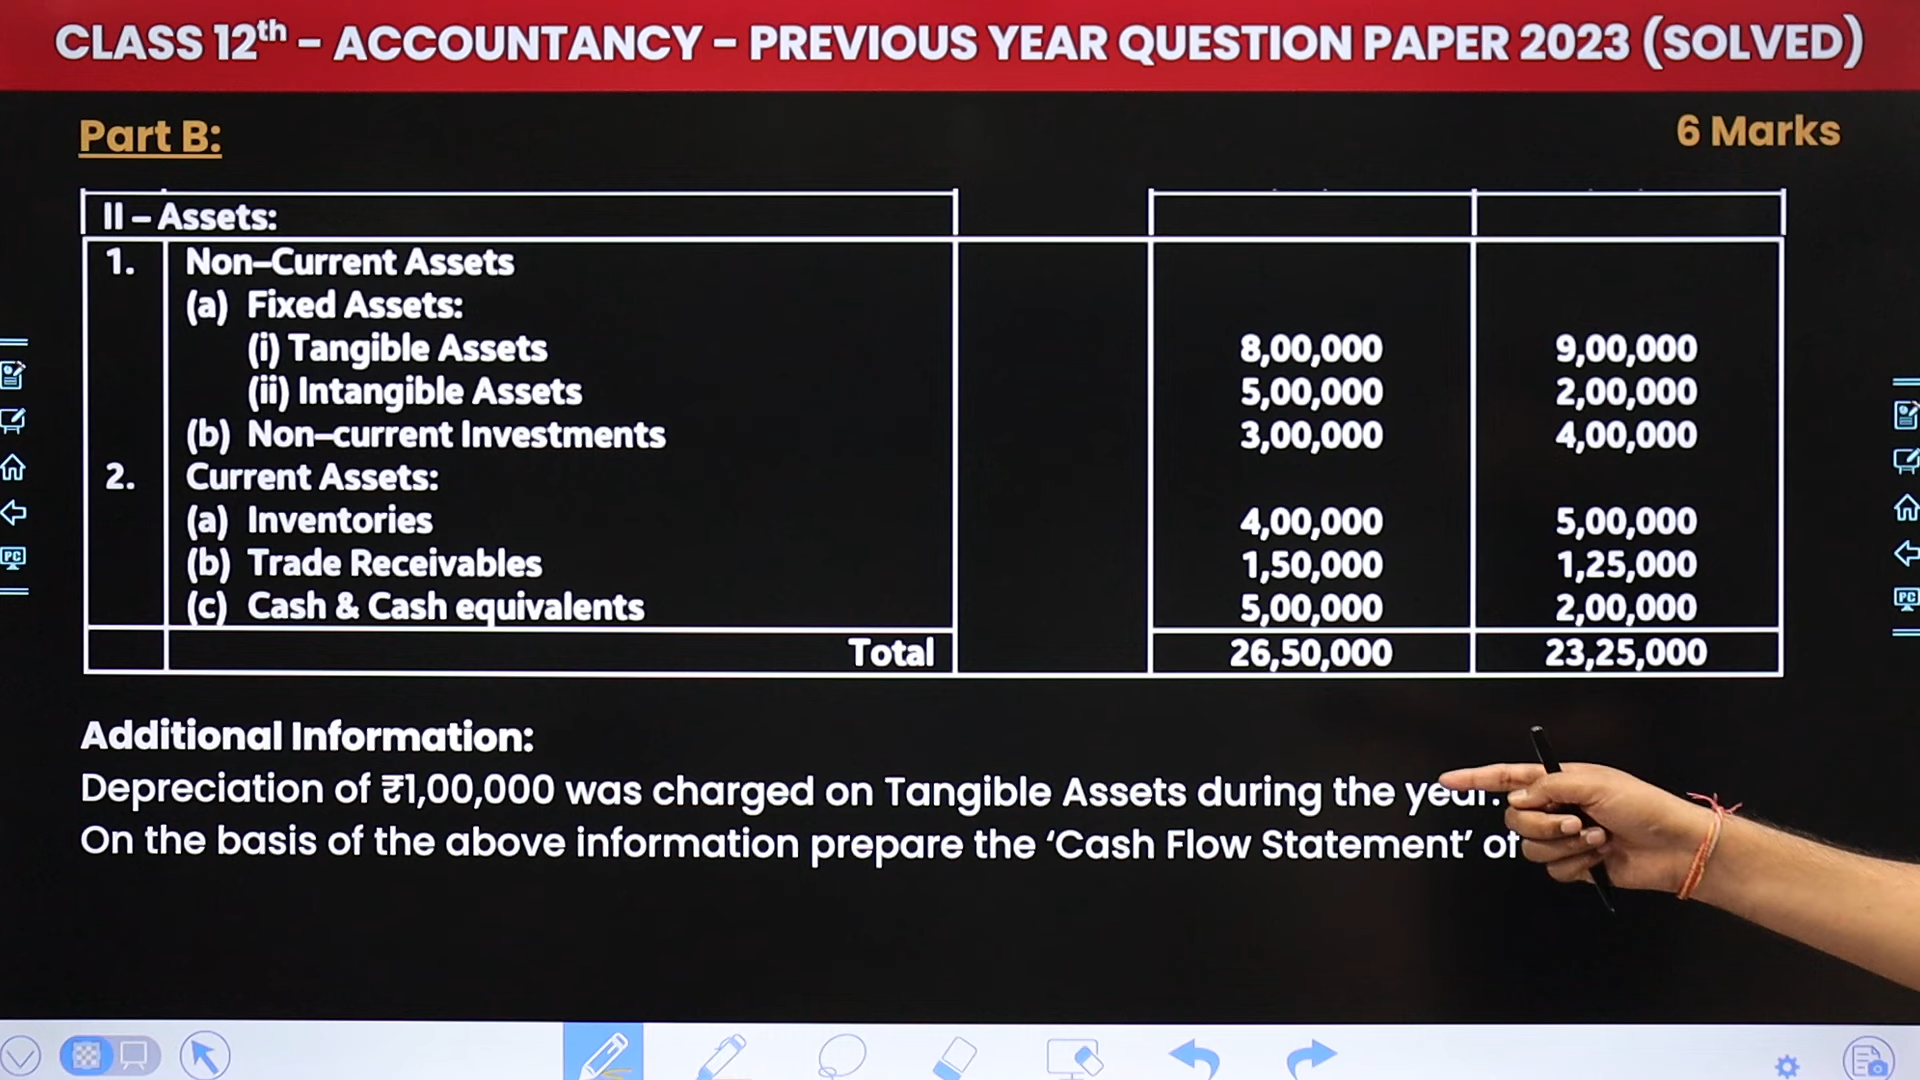 CLASS 12th – ACCOUNTANCY – PREVIOUS YEAR QUESTION PAPER 2023 (SOLVED)
Part B:
6 Marks
II – Assets:
1. Non–Current Assets
(a) Fixed Assets:
(i) Tangible Assets 8,00,000 9,00,000
(ii) Intangible Assets 5,00,000 2,00,000
(b) Non–current Investments 3,00,000 4,00,000
2. Current Assets:
(a) Inventories 4,00,000 5,00,000
(b) Trade Receivables 1,50,000 1,25,000
(c) Cash & Cash equivalents 5,00,000 2,00,000
Total 26,50,000 23,25,000
Additional Information:
Depreciation of ₹1,00,000 was charged on Tangible Assets during the year.
On the basis of the above information prepare the ‘Cash Flow Statement’ of
PC
PC